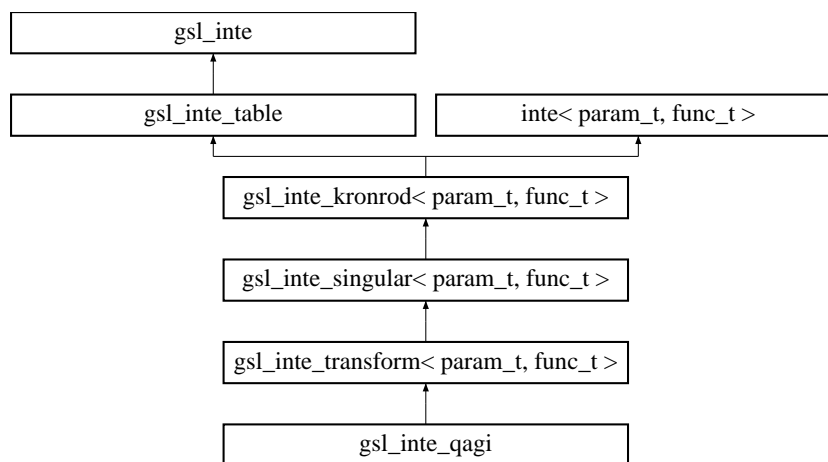 gsl_inte
gsl_inte_table
inte< param_t, func_t >
gsl_inte_kronrod< param_t, func_t >
gsl_inte_singular< param_t, func_t >
gsl_inte_transform< param_t, func_t >
gsl_inte_qagi